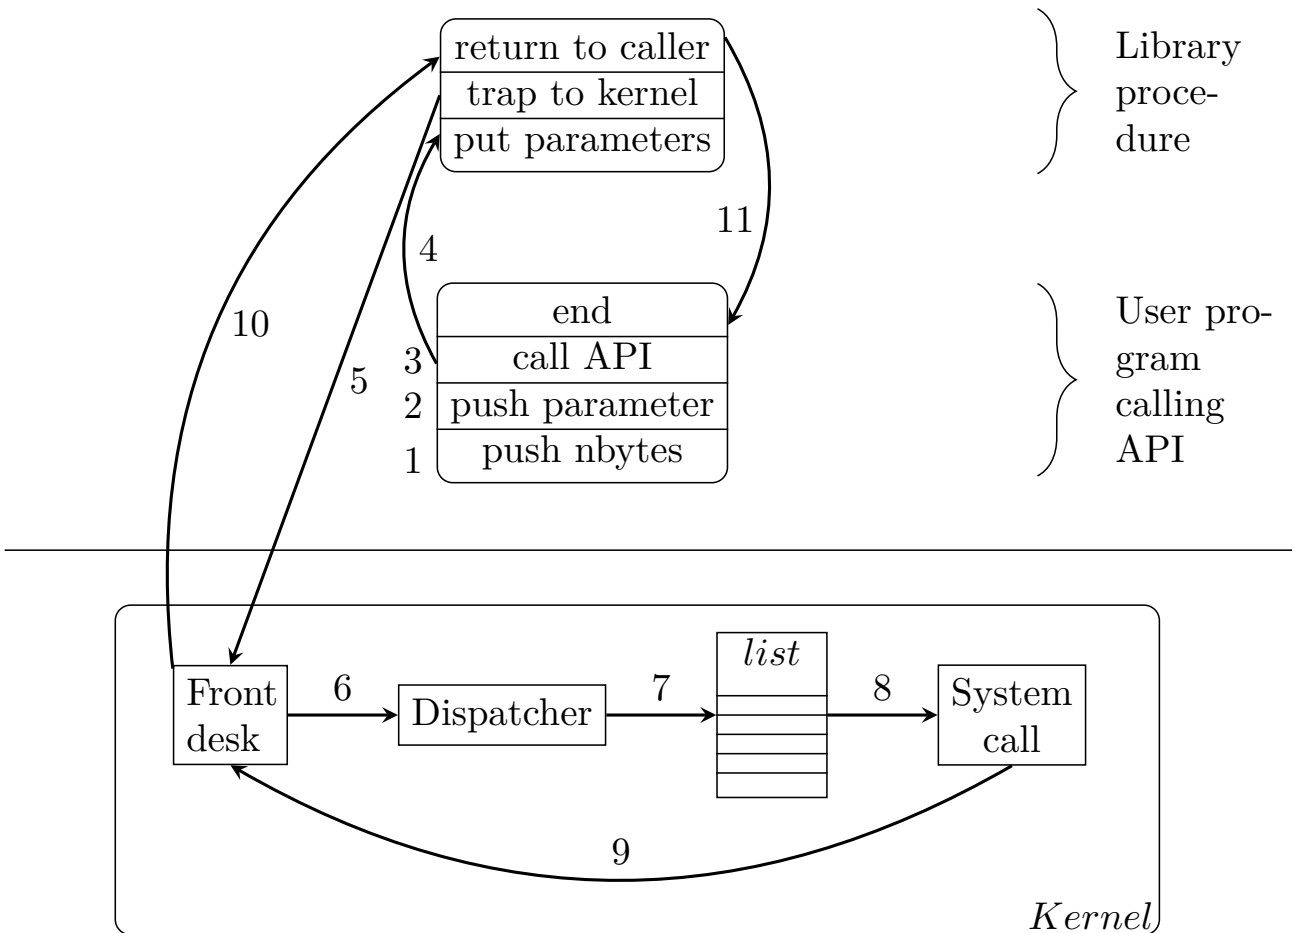 return to caller
trap to kernel
put parameters
Library
proce-
dure
11
4
10
5
end
3 call API
2 push parameter
1 push nbytes
User pro-
gram
calling
API
list
Front
desk
6
Dispatcher
7
8
System
call
9
Kernel